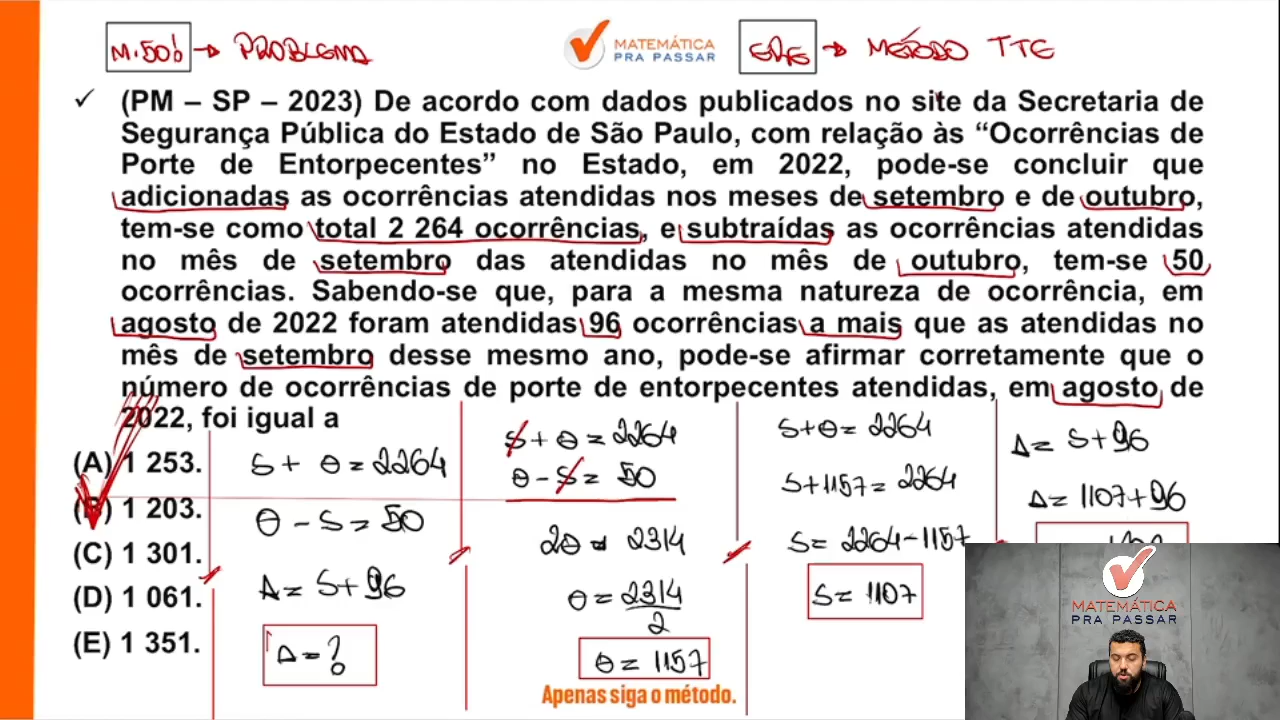 M.50% → PROBLEMA
MATEMÁTICA
PRA PASSAR
→ MÉTODO TTE
✓ (PM – SP – 2023) De acordo com dados publicados no site da Secretaria de
Segurança Pública do Estado de São Paulo, com relação às “Ocorrências de
Porte de Entorpecentes” no Estado, em 2022, pode-se concluir que
adicionadas as ocorrências atendidas nos meses de setembro e de outubro,
tem-se como total 2 264 ocorrências, e subtraídas as ocorrências atendidas
no mês de setembro das atendidas no mês de outubro, tem-se 50
ocorrências. Sabendo-se que, para a mesma natureza de ocorrência, em
agosto de 2022 foram atendidas 96 ocorrências a mais que as atendidas no
mês de setembro desse mesmo ano, pode-se afirmar corretamente que o
número de ocorrências de porte de entorpecentes atendidas, em agosto de
2022, foi igual a
(A) 1 253.
(B) 1 203.
(C) 1 301.
(D) 1 061.
(E) 1 351.
S + O = 2264
O - S = 50
A = S + 96
A = ?
S + O = 2264
O - S = 50
2O = 2314
O = 2314
2
O = 1157
S + O = 2264
S + 1157 = 2264
S = 2264 - 1157
S = 1107
A = S + 96
A = 1107 + 96
MATEMÁTICA
PRA PASSAR
Apenas siga o método.